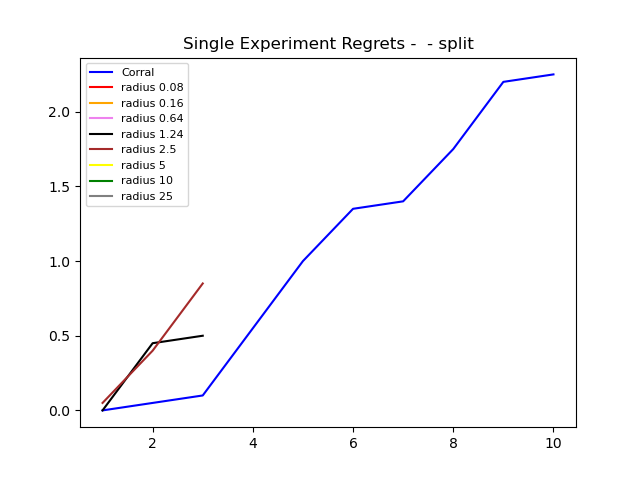 Single Experiment Regrets -  - split
Corral
radius 0.08
radius 0.16
radius 0.64
radius 1.24
radius 2.5
radius 5
radius 10
radius 25
2.0
1.5
1.0
0.5
0.0
2 4 6 8 10